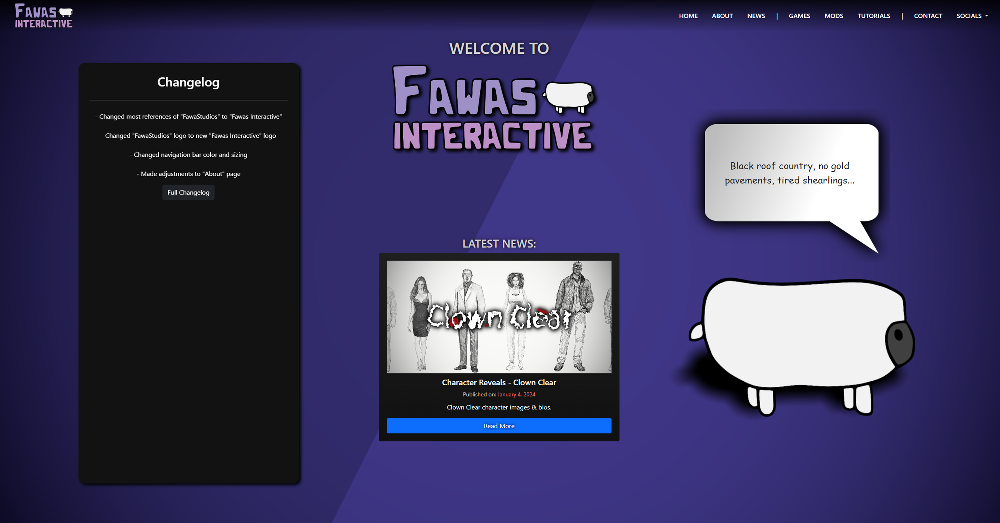 FAWAS
INTERACTIVE
HOME ABOUT NEWS | GAMES MODS TUTORIALS | CONTACT SOCIALS
WELCOME TO
FAWAS
INTERACTIVE
Changelog
Changed most references of "FawaStudios" to "Fawas Interactive"
Changed "FawaStudios" logo to new "Fawas Interactive" logo
Changed navigation bar color and sizing
- Made adjustments to "About" page
Full Changelog
LATEST NEWS:
Clown Clear
Character Reveals - Clown Clear
Published on: January 4, 2024
Clown Clear character images & bios.
Read More
Black roof country, no gold
pavements, tired shearlings...